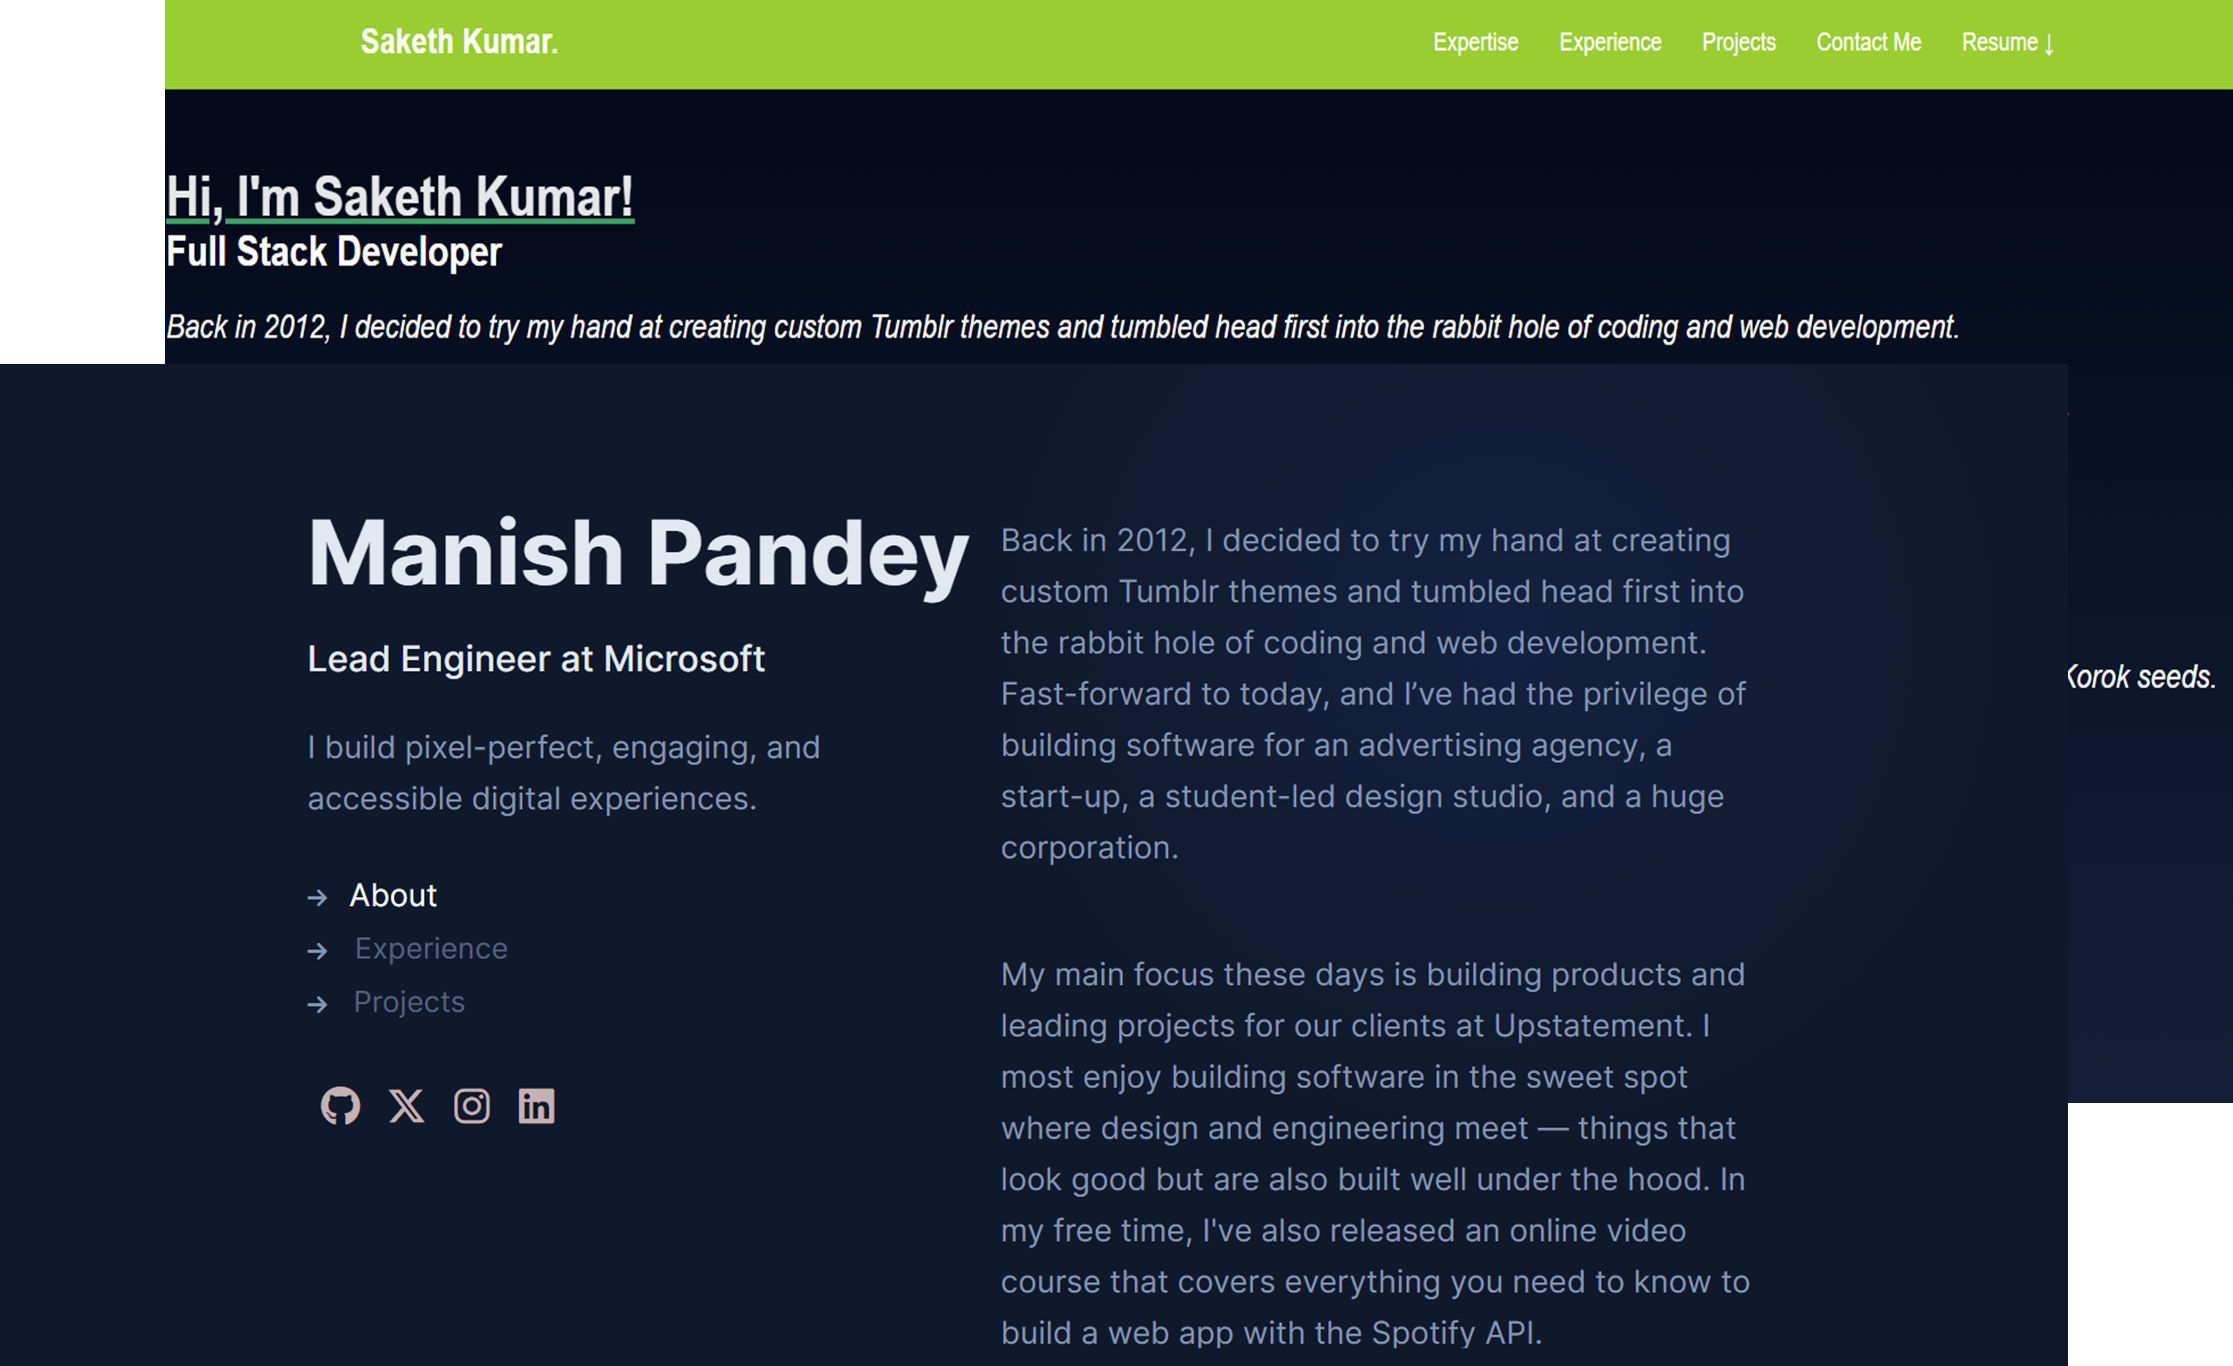 Saketh Kumar.
Expertise Experience Projects Contact Me Resume ↓
Hi, I'm Saketh Kumar!
Full Stack Developer
Back in 2012, I decided to try my hand at creating custom Tumblr themes and tumbled head first into the rabbit hole of coding and web development.
Korok seeds.
Manish Pandey
Lead Engineer at Microsoft
I build pixel-perfect, engaging, and
accessible digital experiences.
→ About
→ Experience
→ Projects
Back in 2012, I decided to try my hand at creating
custom Tumblr themes and tumbled head first into
the rabbit hole of coding and web development.
Fast-forward to today, and I’ve had the privilege of
building software for an advertising agency, a
start-up, a student-led design studio, and a huge
corporation.
My main focus these days is building products and
leading projects for our clients at Upstatement. I
most enjoy building software in the sweet spot
where design and engineering meet — things that
look good but are also built well under the hood. In
my free time, I've also released an online video
course that covers everything you need to know to
build a web app with the Spotify API.